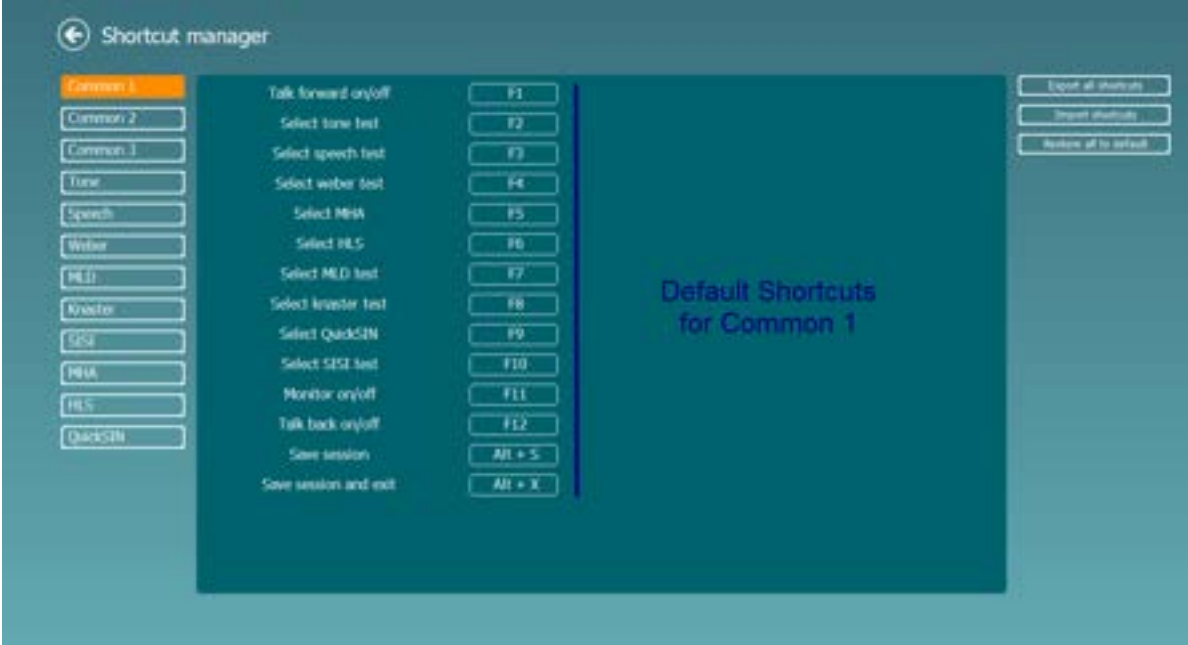 Shortcut manager
Common 1
Common 2
Common 3
Tone
Speech
Weber
MLD
Knaster
SISI
MHA
HLS
QuickSIN
Talk forward on/off F1
Select tone test F2
Select speech test F3
Select weber test F4
Select MHA F5
Select HLS F6
Select MLD test F7
Select knaster test F8
Select QuickSIN F9
Select SISI test F10
Monitor on/off F11
Talk back on/off F12
Save session Alt + S
Save session and exit Alt + X
Default Shortcuts
for Common 1
Export all shortcuts
Import shortcuts
Restore all to default